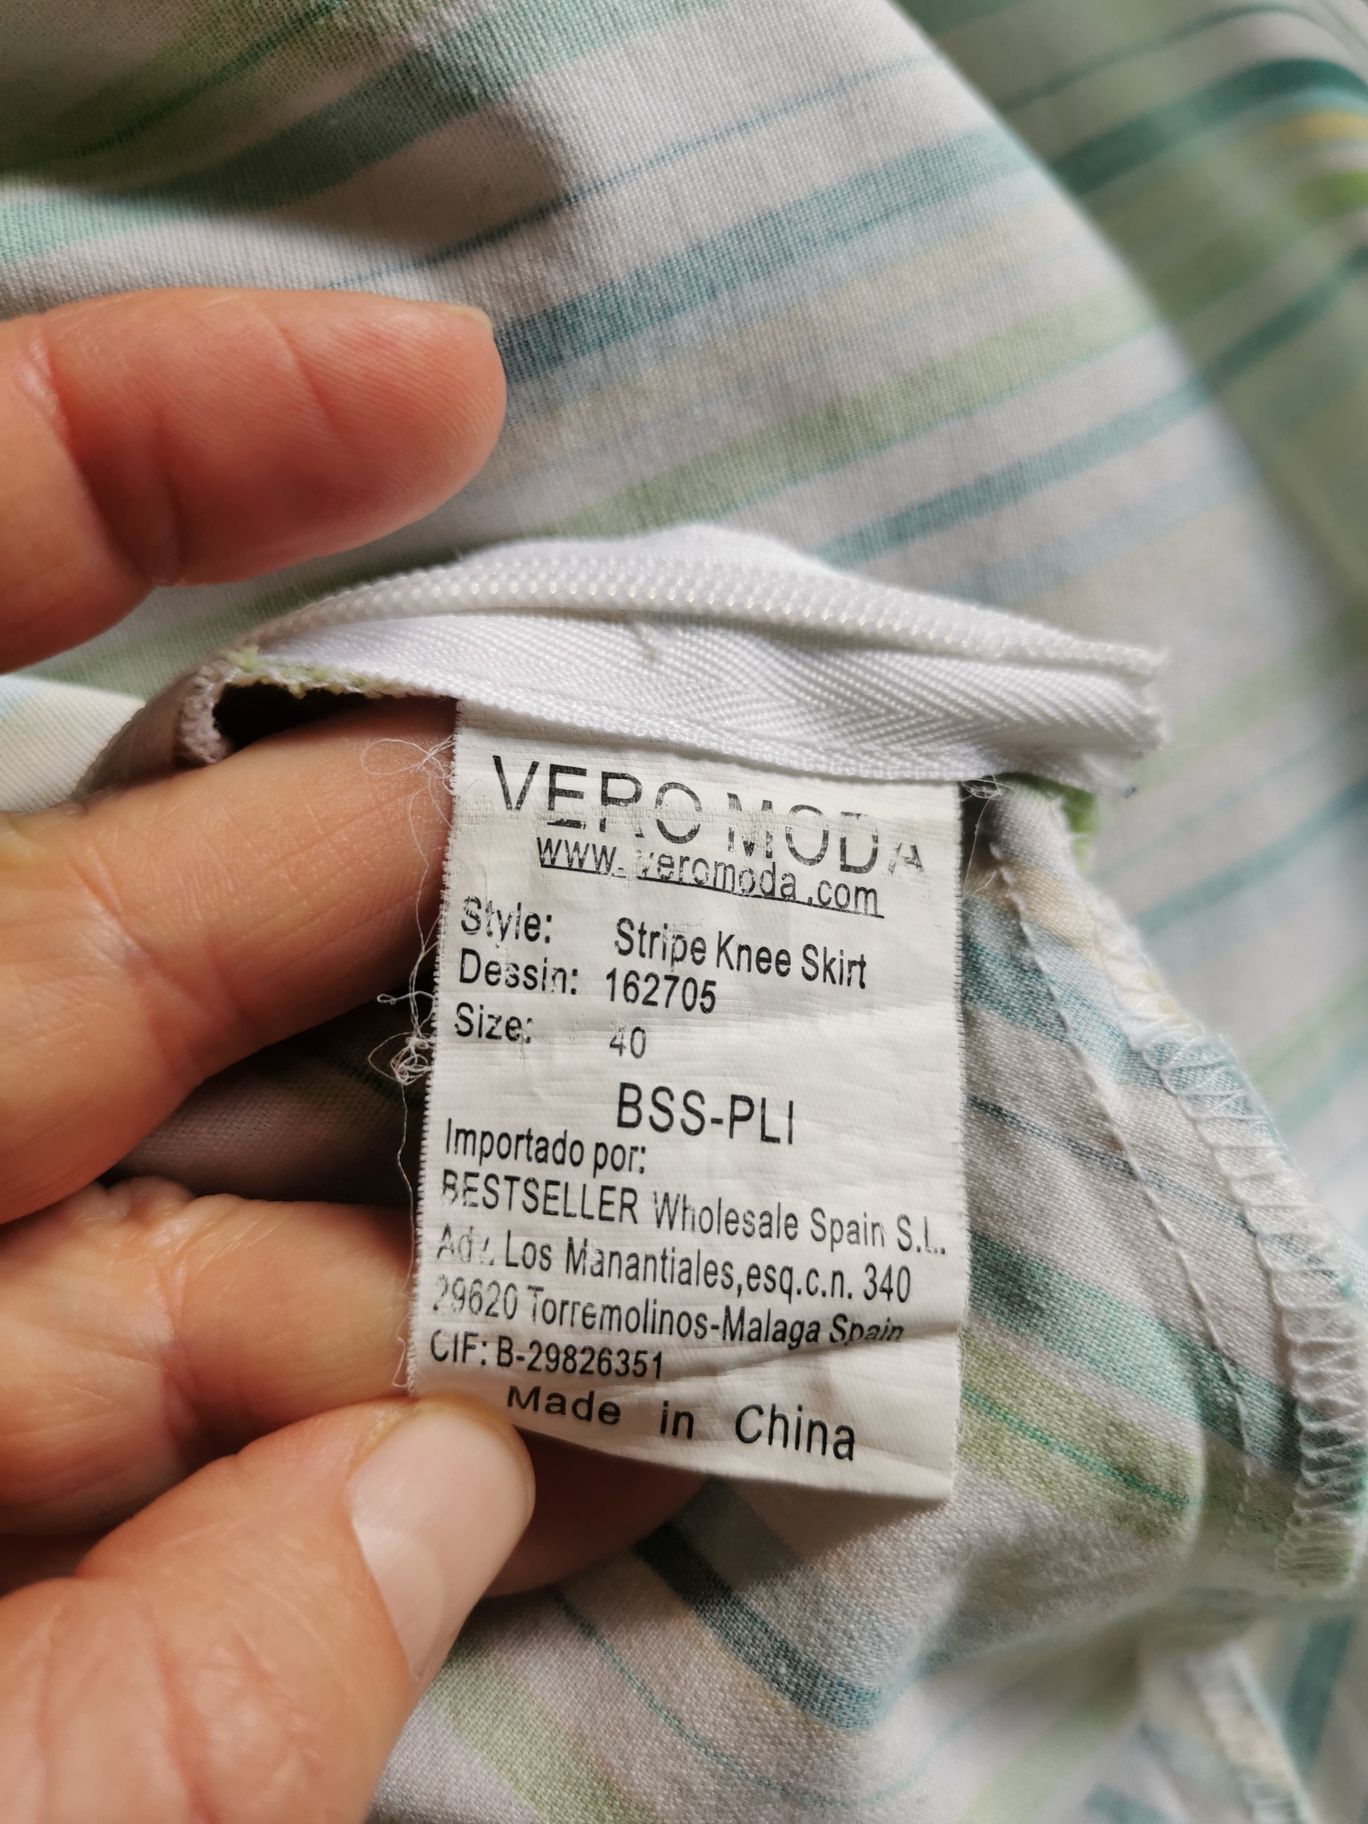 VERO MODA
www.veromoda.com
Style: Stripe Knee Skirt
Dessin: 162705
Size: 40
BSS-PLI
Importado por:
BESTSELLER Wholesale Spain S.L.
Adv. Los Manantiales,esq.c.n. 340
29620 Torremolinos-Malaga Spain
CIF: B-29826351
Made in China